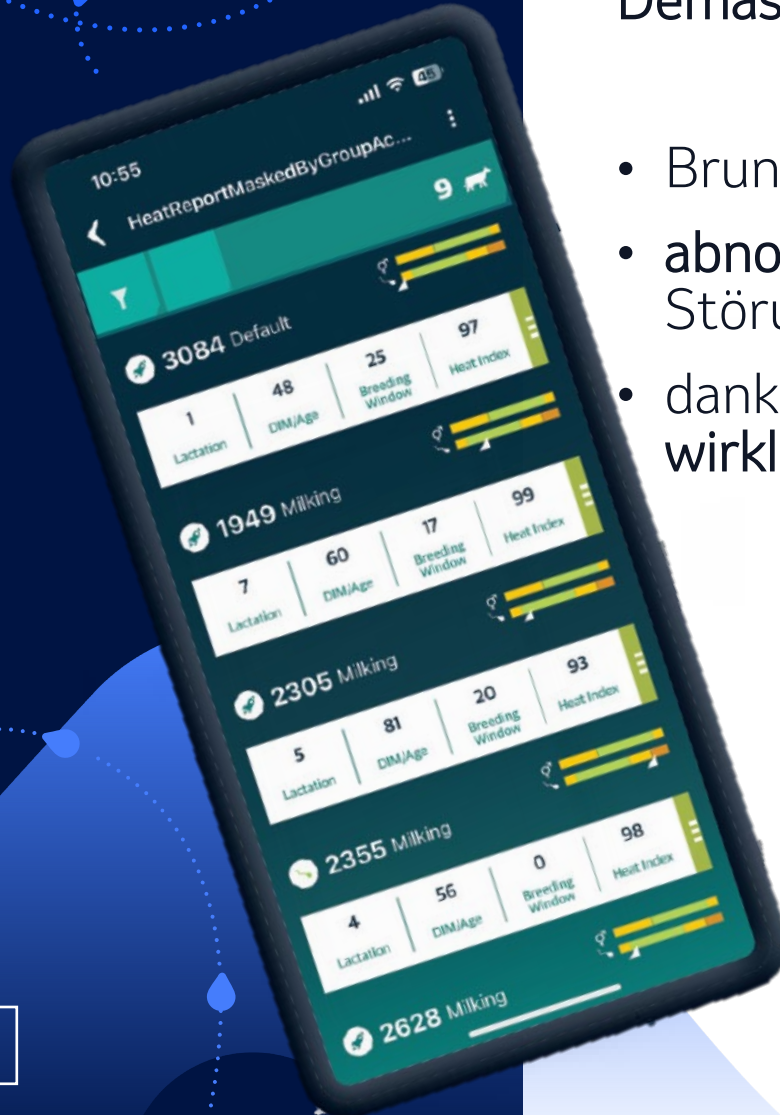 Demas
10:55
45
HeatReportMaskedByGroupAc...
9
3084 Default
1 48 25 97
Lactation DIM/Age Breeding Window Heat Index
1949 Milking
7 60 17 99
Lactation DIM/Age Breeding Window Heat Index
2305 Milking
5 81 20 93
Lactation DIM/Age Breeding Window Heat Index
2355 Milking
4 56 0 98
Lactation DIM/Age Breeding Window Heat Index
2628 Milking
• Brun
• abno
Störu
• dank
wirkl